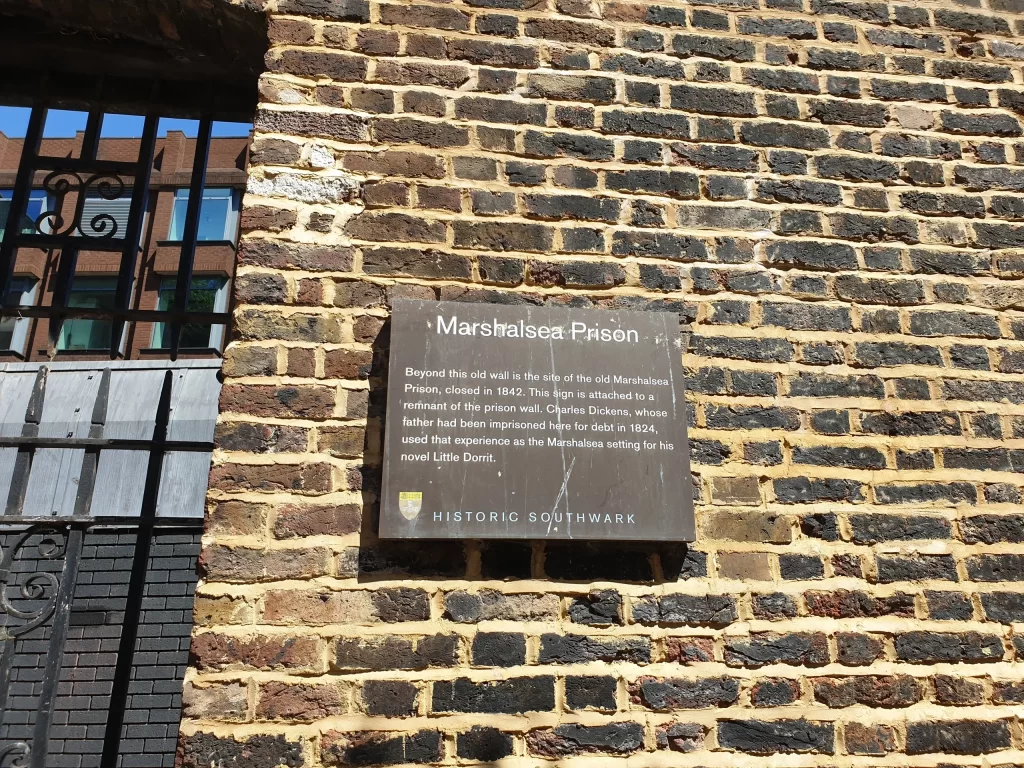 Marshalsea Prison
Beyond this old wall is the site of the old Marshalsea
Prison, closed in 1842. This sign is attached to a
remnant of the prison wall. Charles Dickens, whose
father had been imprisoned here for debt in 1824,
used that experience as the Marshalsea setting for his
novel Little Dorrit.
HISTORIC SOUTHWARK